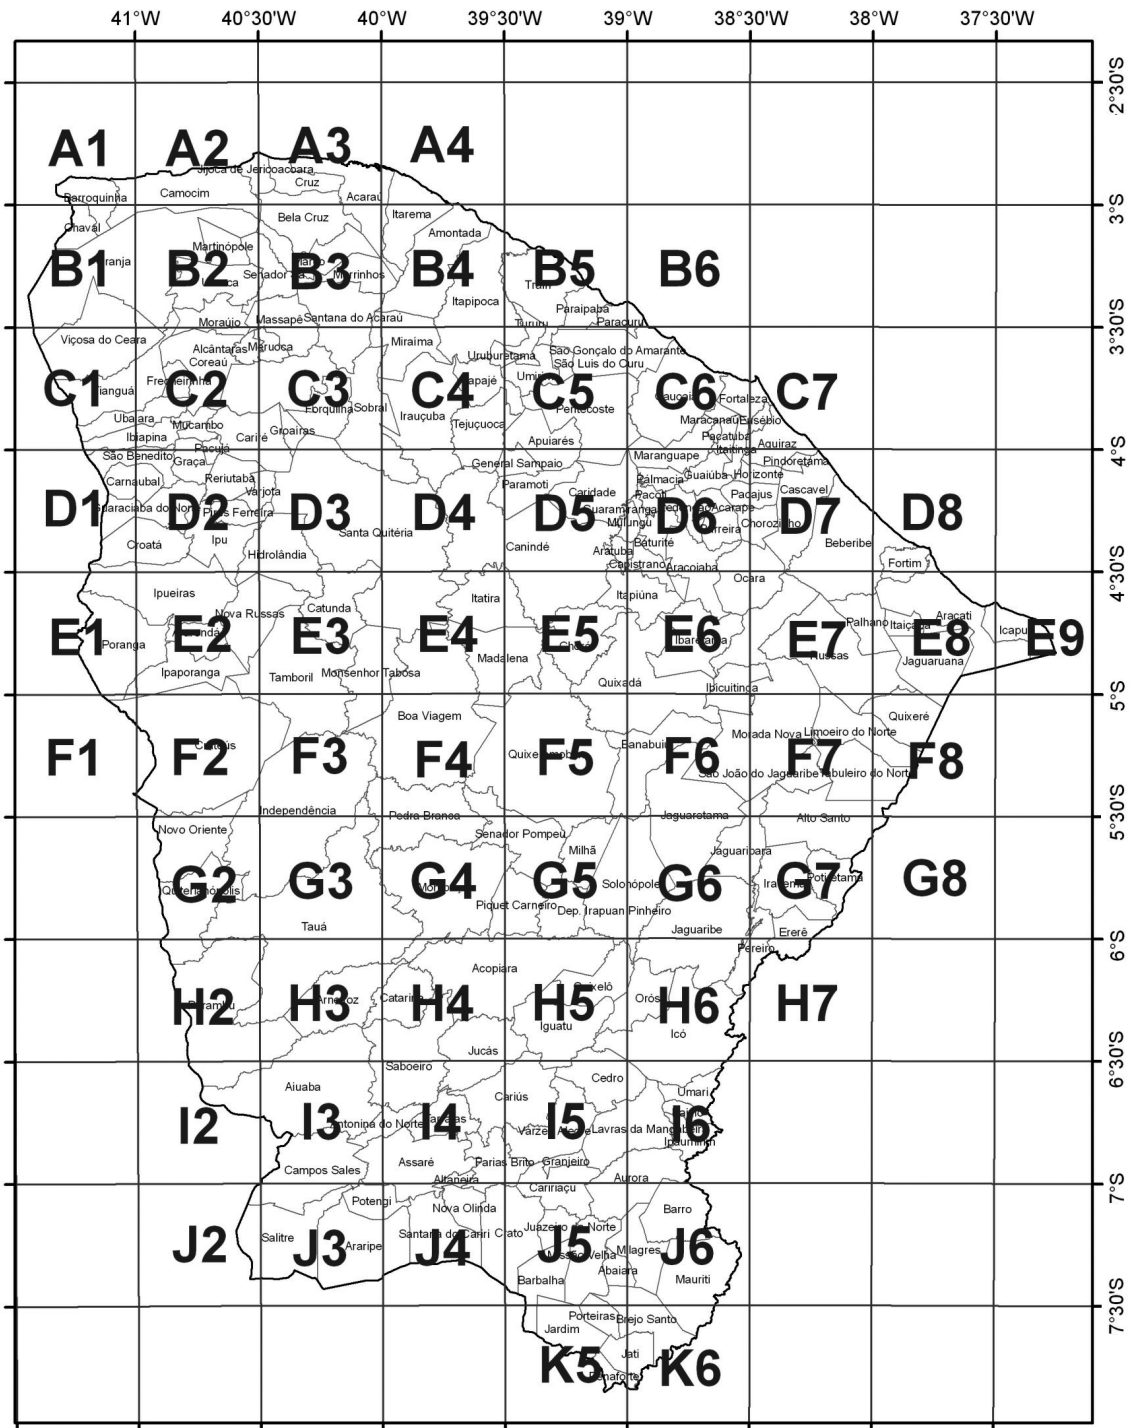 41°W 40°30'W 40°W 39°30'W 39°W 38°30'W 38°W 37°30'W
2°30'S
A1 A2 A3 A4
Jijoca de Jericoacoara
Cruz
Barroquinha Camocim Acaraú
3°S
Chaval Bela Cruz Itarema
Amontada
Martinópole
B1 B2 B3 B4 B5 B6
Morrinhos
Itapipoca
Paraipaba
Moraújo Massapê Santana do Acaraú Tururu Paracuru
3°30'S
Viçosa do Ceara Alcântaras Meruoca Miraíma Uruburetama São Gonçalo do Amarante
Coreaú São Luis do Curu
C1 C2 C3 C4 C5 C6 C7
Tianguá Frecheirinha Fortaleza
Forquilha Sobral Irauçuba Pentecoste
Ubajara Mucambo Tejuçuoca Maracanaú Eusébio
Ibiapina Cariré Groaíras Apuiarés Pacatuba Aquiraz
4°S
São Benedito Pacujá Graça General Sampaio Maranguape Itaitinga Pindoretama
Carnaubal Reriutaba Varjota Paramoti Caridade Palmacia Guaiúba Horizonte
Pacoti Pacajus Cascavel
D1 D2 D3 D4 D5 D6 D7 D8
Guaraciaba do Norte Pires Ferreira Guaramiranga Acarape
Mulungu Chorozinho
Croatá Ipu Hidrolândia Santa Quitéria Canindé Aratuba Baturité Beberibe
Capistrano Aracoiaba Fortim
4°30'S
Ocara
Ipueiras Nova Russas Catunda Itatira Itapiúna
Palhano Itaiçaba Aracati
Icapuí
E1 E2 E3 E4 E5 E6 E7 E8 E9
Poranga Ibaretama Russas
Ipaporanga Tamboril Monsenhor Tabosa Madalena Quixadá Ibicuitinga Jaguaruana
5°S
Boa Viagem Quixeré
Morada Nova Limoeiro do Norte
Crateús Banabuiú
F1 F2 F3 F4 F5 F6 F7 F8
Quixeramobim São João do Jaguaribe Tabuleiro do Norte
Independência Pedra Branca Jaguaretama Alto Santo
5°30'S
Novo Oriente Senador Pompeu
Milhã Jaguaribara
G2 G3 G4 G5 G6 G7 G8
Quiterianópolis Solonópole Potiretama
Piquet Carneiro Dep. Irapuan Pinheiro
Tauá Jaguaribe Ererê
6°S
Pereiro
Acopiara
Arneiroz Catarina Quixelô Orós
H2 H3 H4 H5 H6 H7
Parambu
Iguatu Icó
Jucás
6°30'S
Saboeiro
Aiuaba Cedro
Cariús Umari
I2 I3 I4 I5 I6
Antonina do Norte Várzea Alegre Lavras da Mangabeira
Ipaumirim
Campos Sales Assaré Farias Brito Granjeiro
Altaneira Aurora
7°S
Caririaçu
Potengi Nova Olinda Barro
Juazeiro do Norte
J2 J3 J4 J5 J6
Salitre Araripe Santana do Cariri Crato Missão Velha Milagres
Abaiara
Barbalha Mauriti
7°30'S
Porteiras Brejo Santo
Jardim
Jati
K5 K6
Penaforte